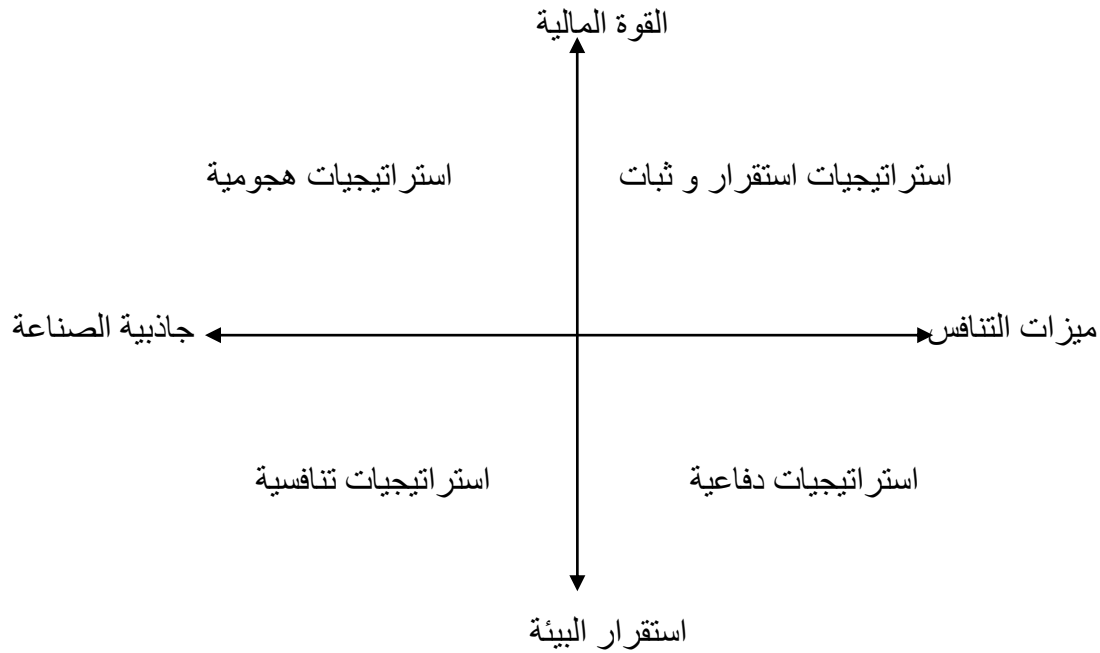 القوة المالية
استراتيجيات استقرار و ثبات
استراتيجيات هجومية
ميزات التنافس
جاذبية الصناعة
استراتيجيات دفاعية
استراتيجيات تنافسية
استقرار البيئة